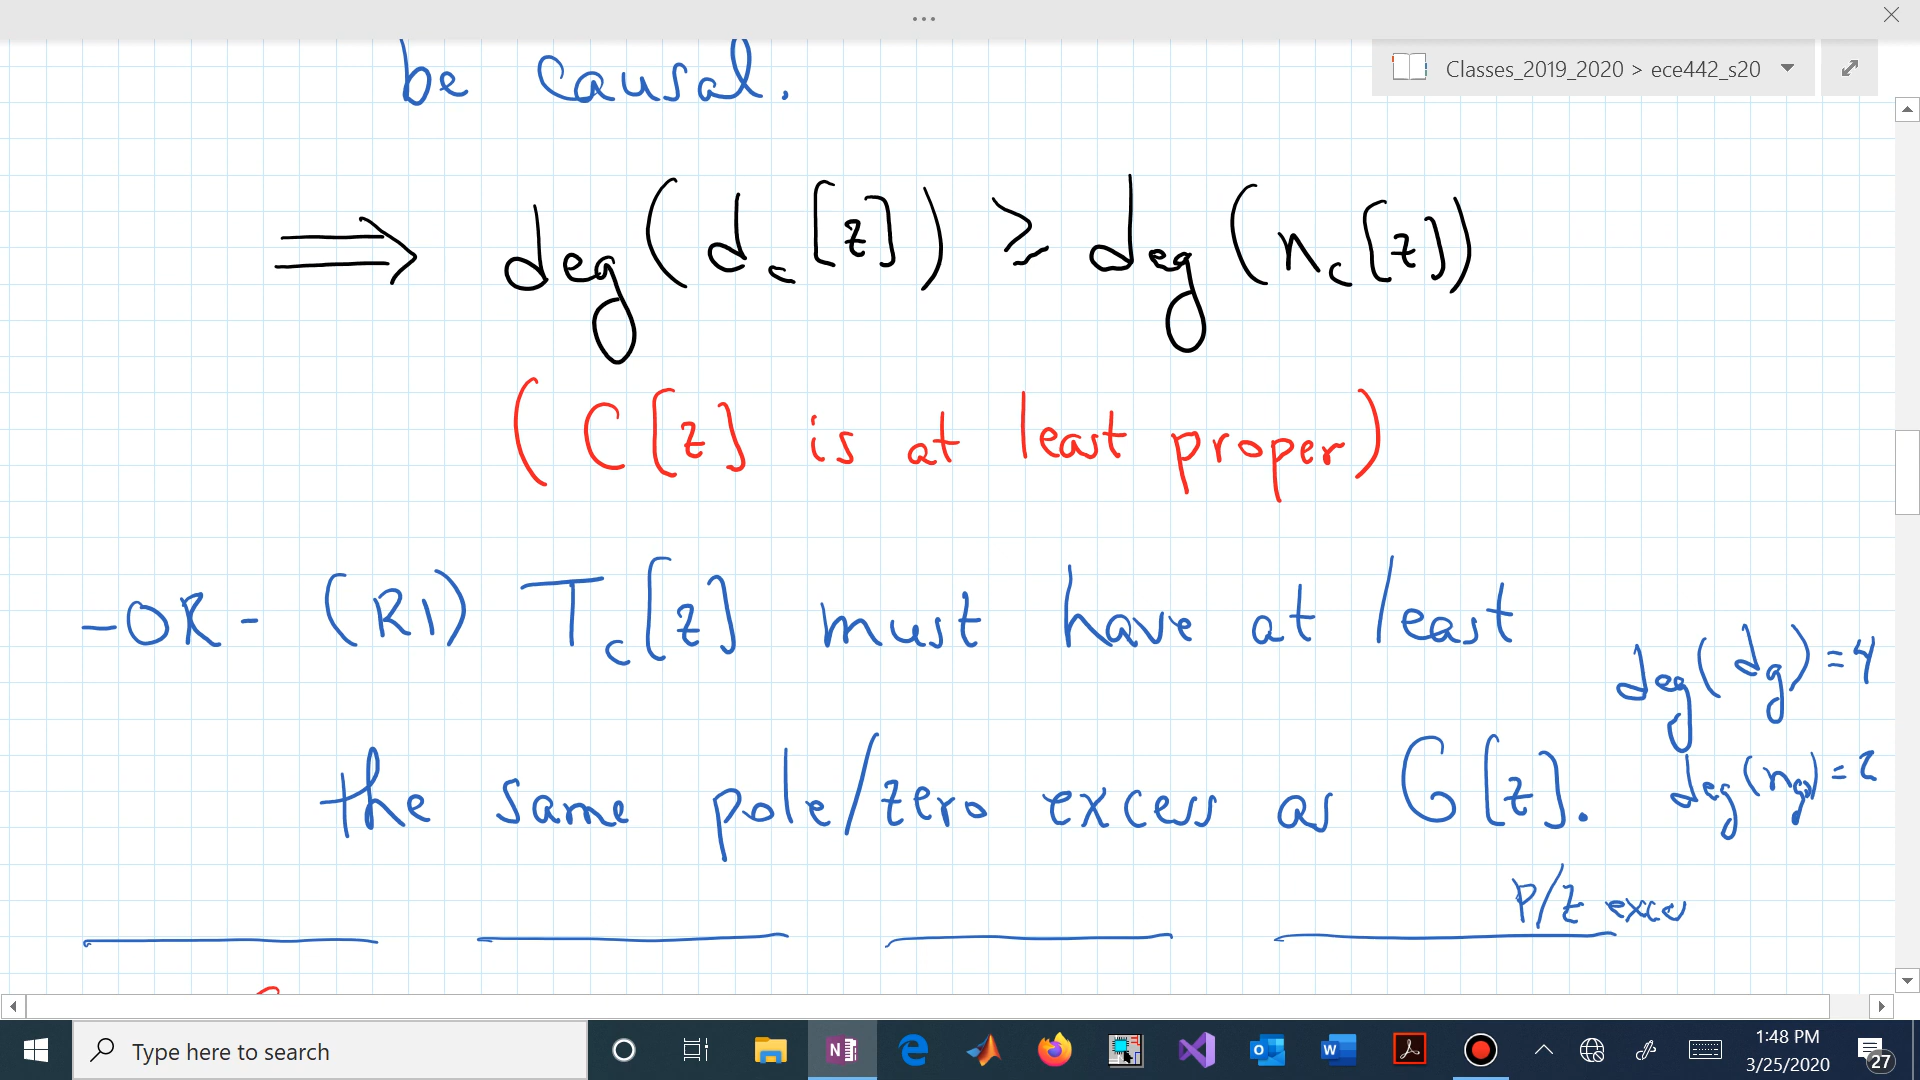 Classes_2019_2020 > ece442_s20
be causal.
⟹ deg(d_c[z]) ≥ deg(n_c[z])
(C[z] is at least proper)
-OR- (R1) T_c[z] must have at least
deg(d_g) = 4
the same pole/zero excess as G[z].
deg(n_g) = 2
P/Z exces
Type here to search
1:48 PM
3/25/2020
27